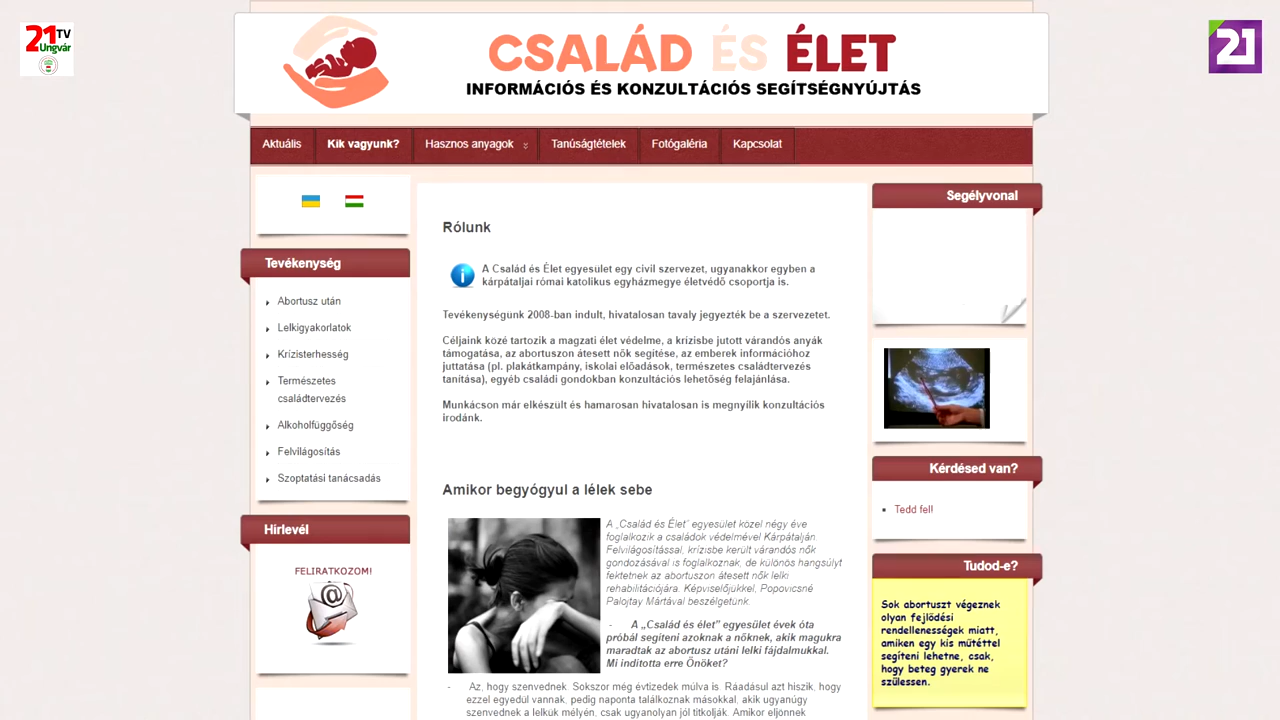 21 TV
Ungvár
21
CSALÁD ÉS ÉLET
INFORMÁCIÓS ÉS KONZULTÁCIÓS SEGÍTSÉGNYÚJTÁS
Aktuális Kik vagyunk? Hasznos anyagok Tanúságtételek Fotógaléria Kapcsolat
Tevékenység
Abortusz után
Lelkigyakorlatok
Krízisterhesség
Természetes
családtervezés
Alkoholfüggőség
Felvilágosítás
Szoptatási tanácsadás
Hírlevél
FELIRATKOZOM!
Rólunk
A Család és Élet egyesület egy civil szervezet, ugyanakkor egyben a
kárpátaljai római katolikus egyházmegye életvédő csoportja is.
Tevékenységünk 2008-ban indult, hivatalosan tavaly jegyezték be a szervezetet.
Céljaink közé tartozik a magzati élet védelme, a krízisbe jutott várandós anyák
támogatása, az abortuszon átesett nők segítése, az emberek információhoz
juttatása (pl. plakátkampány, iskolai előadások, természetes családtervezés
tanítása), egyéb családi gondokban konzultációs lehetőség felajánlása.
Munkácson már elkészült és hamarosan hivatalosan is megnyílik konzultációs
irodánk.
Amikor begyógyul a lélek sebe
A „Család és Élet” egyesület közel négy éve
foglalkozik a családok védelmével Kárpátalján.
Felvilágosítással, krízisbe került várandós nők
gondozásával is foglalkoznak, de különös hangsúlyt
fektetnek az abortuszon átesett nők lelki
rehabilitációjára. Képviselőjükkel, Popovicsné
Palojtay Mártával beszélgetünk.
- A „Család és élet” egyesület évek óta
próbál segíteni azoknak a nőknek, akik magukra
maradtak az abortusz utáni lelki fájdalmukkal.
Mi indította erre Önöket?
- Az, hogy szenvednek. Sokszor még évtizedek múlva is. Ráadásul azt hiszik, hogy
ezzel egyedül vannak, pedig naponta találkoznak másokkal, akik ugyanúgy
szenvednek a lelkük mélyén, csak ugyanolyan jól titkolják. Amikor eljönnek
Segélyvonal
Kérdésed van?
Tedd fel!
Tudod-e?
Sok abortuszt végeznek
olyan fejlődési
rendellenességek miatt,
amiken egy kis műtéttel
segíteni lehetne, csak,
hogy beteg gyerek ne
szülessen.